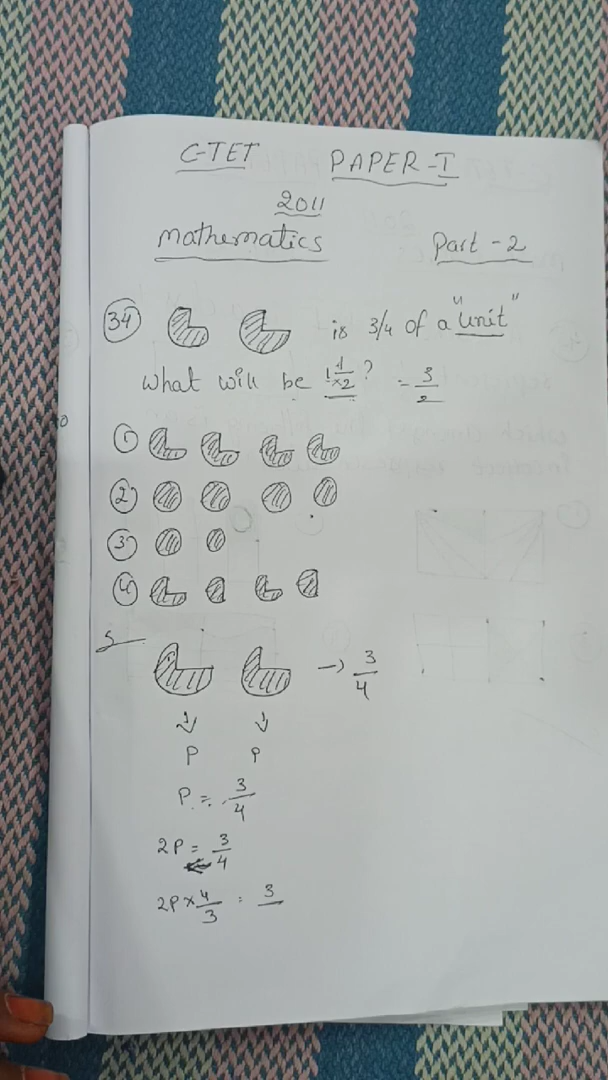 C-TET PAPER-I
2011
Mathematics Part-2
34 is 3/4 of a "unit"
What will be 1 1/2? = 3/2
1
2
3
4
→ 3/4
P P
P = 3/4
2P = 3/4
2P × 4/3 = 3